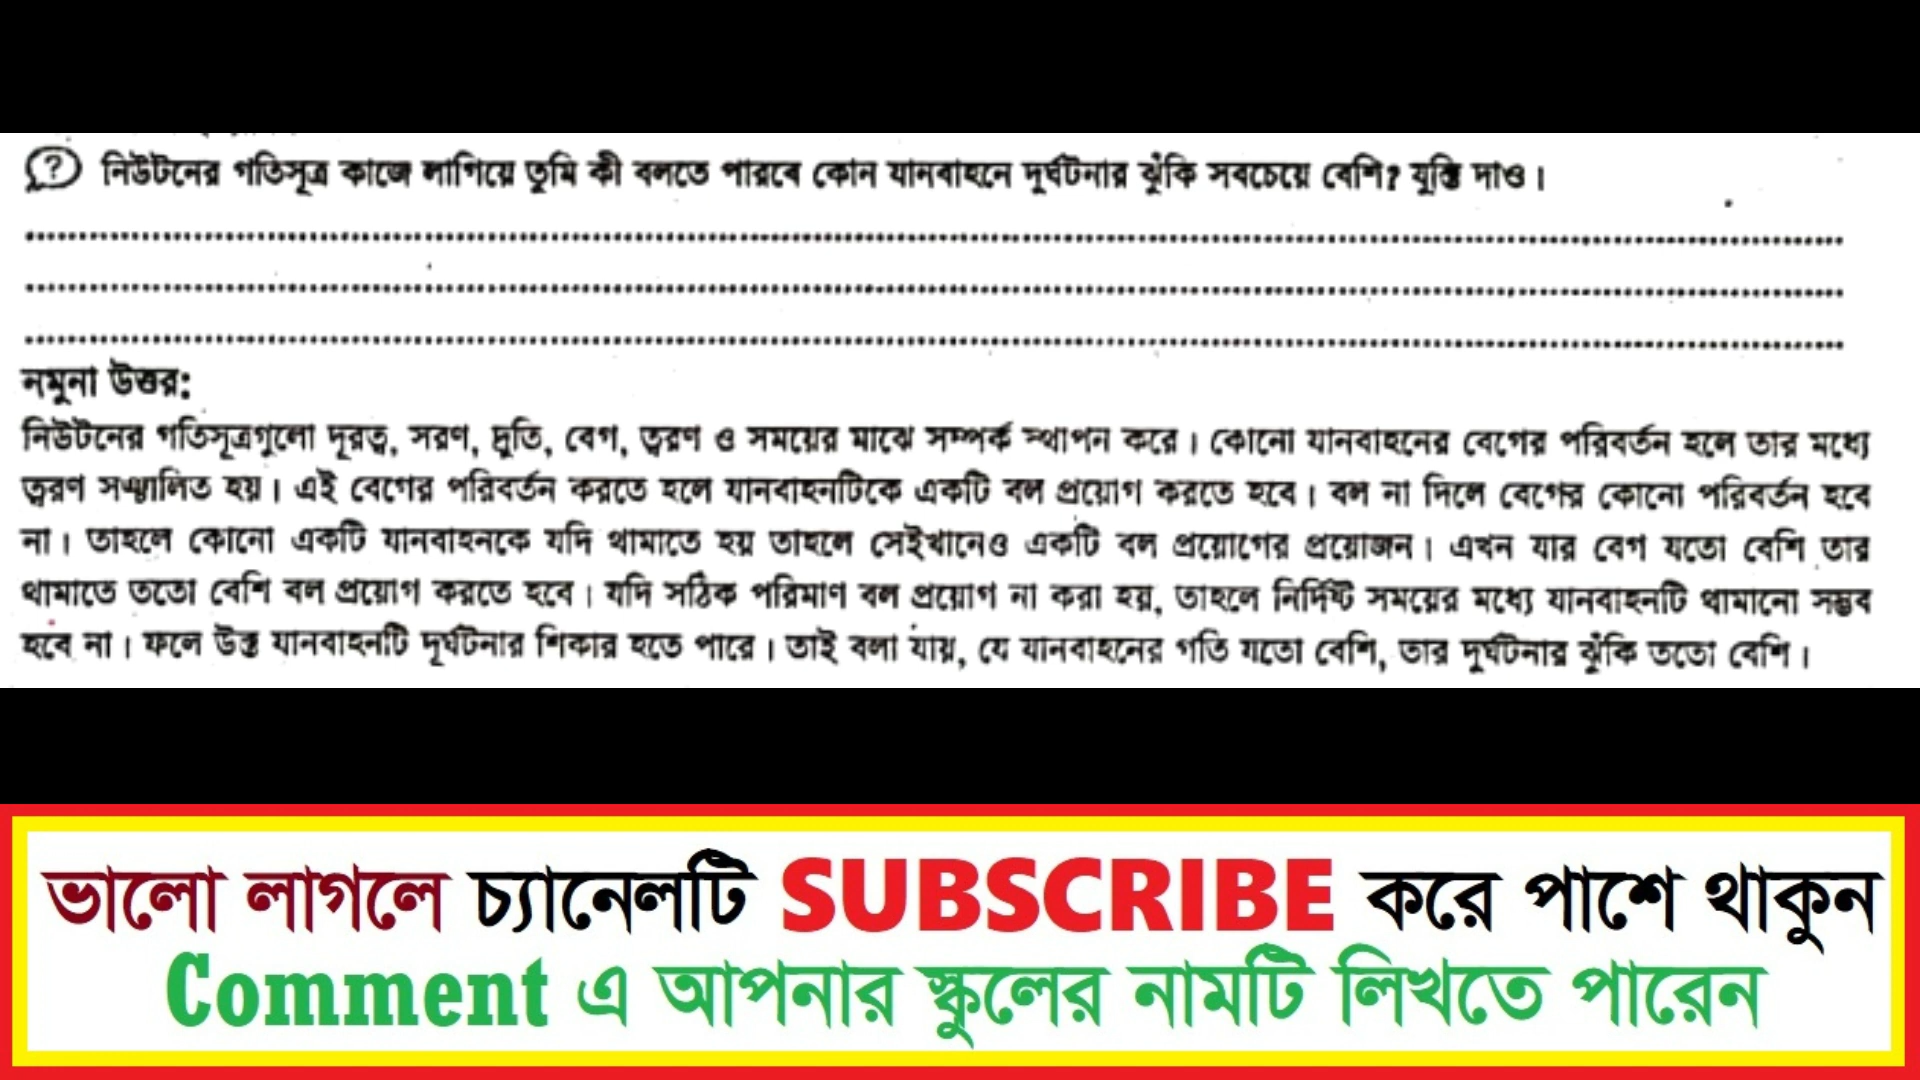 ? নিউটনের গতিসূত্র কাজে লাগিয়ে তুমি কী বলতে পারবে কোন যানবাহনে দুর্ঘটনার ঝুঁকি সবচেয়ে বেশি? যুক্তি দাও।
নমুনা উত্তর:
নিউটনের গতিসূত্রগুলো দূরত্ব, সরণ, দ্রুতি, বেগ, ত্বরণ ও সময়ের মাঝে সম্পর্ক স্থাপন করে। কোনো যানবাহনের বেগের পরিবর্তন হলে তার মধ্যে
ত্বরণ সঞ্চালিত হয়। এই বেগের পরিবর্তন করতে হলে যানবাহনটিকে একটি বল প্রয়োগ করতে হবে। বল না দিলে বেগের কোনো পরিবর্তন হবে
না। তাহলে কোনো একটি যানবাহনকে যদি থামাতে হয় তাহলে সেইখানেও একটি বল প্রয়োগের প্রয়োজন। এখন যার বেগ যতো বেশি তার
থামাতে ততো বেশি বল প্রয়োগ করতে হবে। যদি সঠিক পরিমাণ বল প্রয়োগ না করা হয়, তাহলে নির্দিষ্ট সময়ের মধ্যে যানবাহনটি থামানো সম্ভব
হবে না। ফলে উক্ত যানবাহনটি দূর্ঘটনার শিকার হতে পারে। তাই বলা যায়, যে যানবাহনের গতি যতো বেশি, তার দুর্ঘটনার ঝুঁকি ততো বেশি।
ভালো লাগলে চ্যানেলটি SUBSCRIBE করে পাশে থাকুন
Comment এ আপনার স্কুলের নামটি লিখতে পারেন